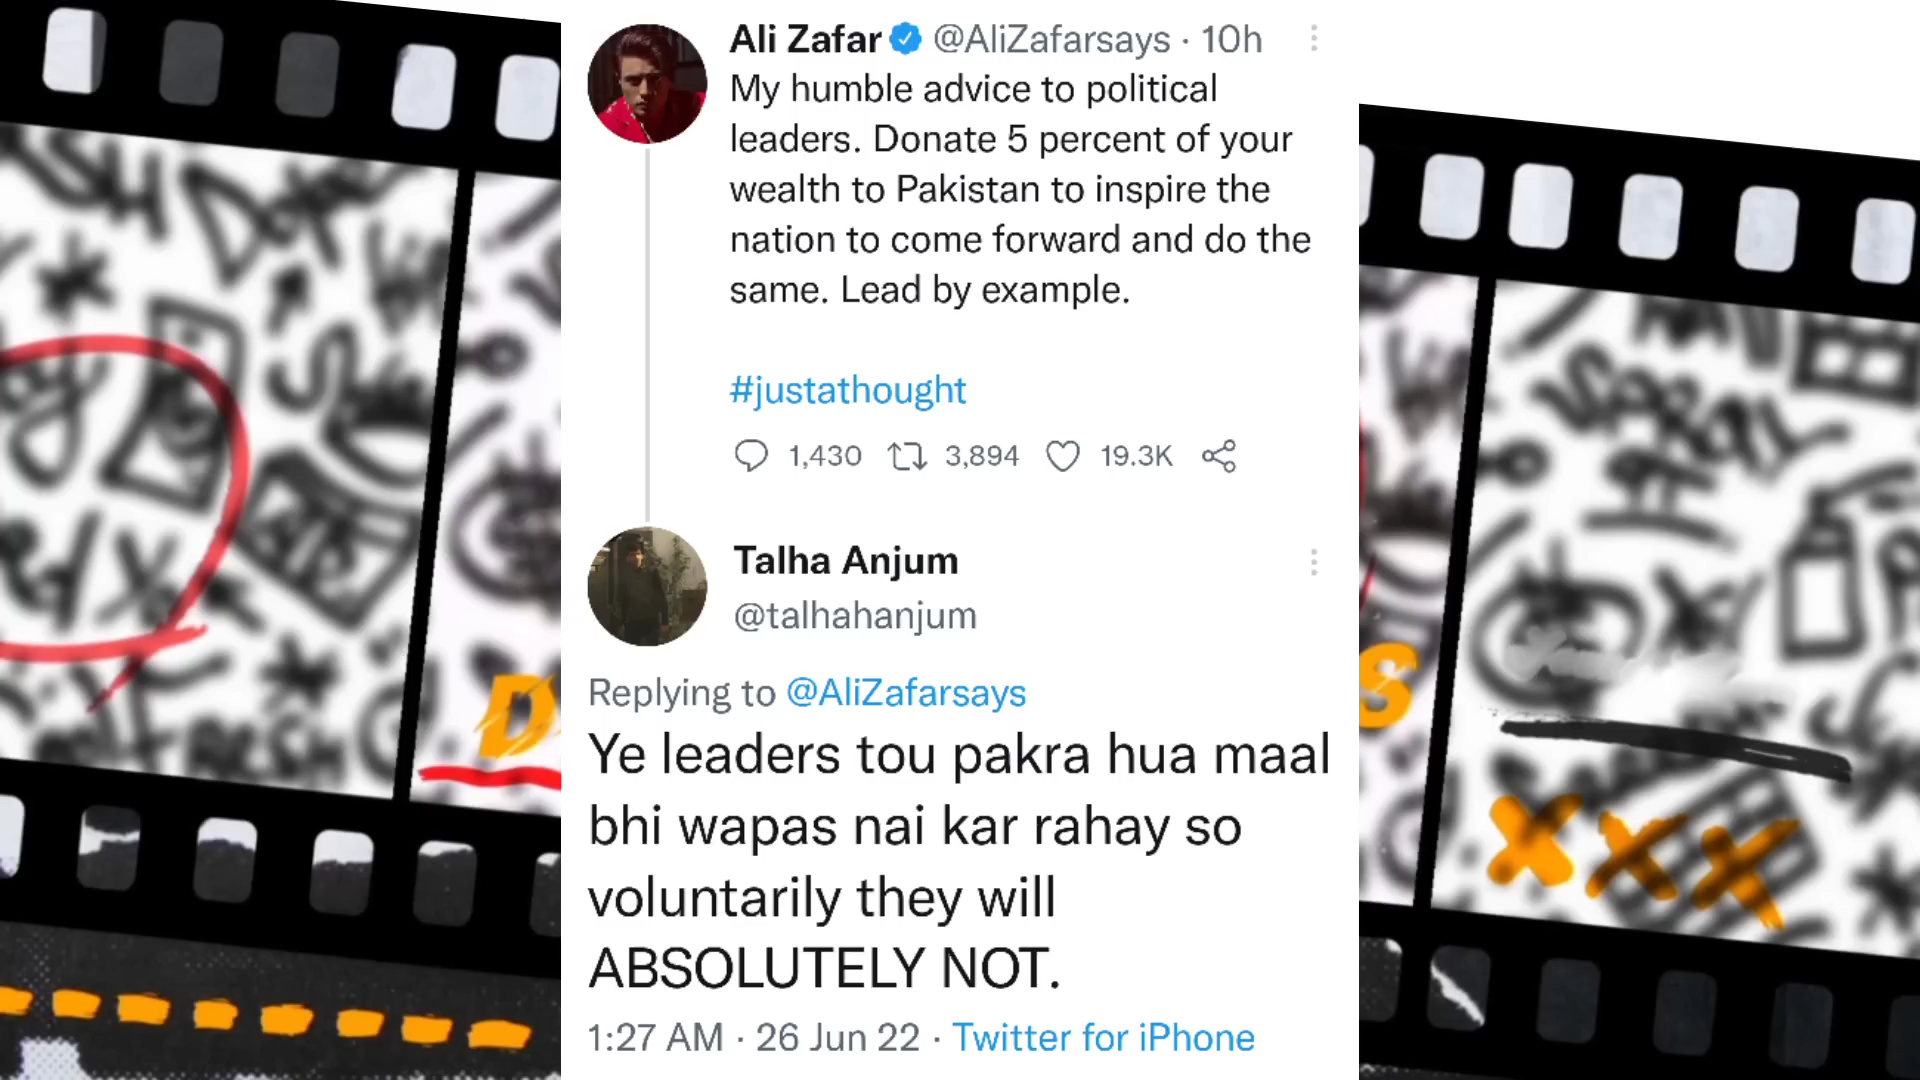 Ali Zafar @AliZafarsays · 10h
My humble advice to political
leaders. Donate 5 percent of your
wealth to Pakistan to inspire the
nation to come forward and do the
same. Lead by example.
#justathought
1,430 3,894 19.3K
Talha Anjum
@talhahanjum
Replying to @AliZafarsays
Ye leaders tou pakra hua maal
bhi wapas nai kar rahay so
voluntarily they will
ABSOLUTELY NOT.
1:27 AM · 26 Jun 22 · Twitter for iPhone
D
S
XXX